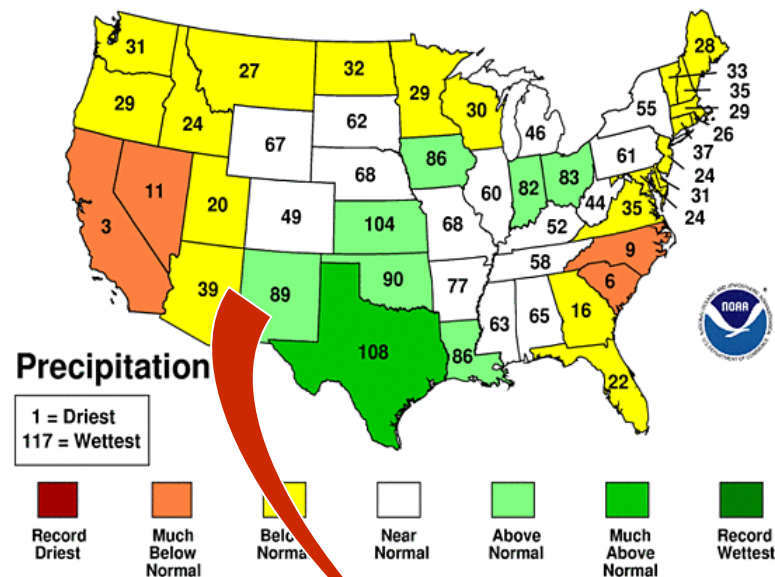 31
27
32
29
28
33
35
29
26
37
24
31
24
29
24
67
62
30
46
55
61
86
68
60
82
83
44
35
3
11
20
49
104
68
52
9
58
6
39
89
90
77
63
65
16
108
86
22
NOAA
Precipitation
1 = Driest
117 = Wettest
Record
Driest
Much
Below
Normal
Below
Normal
Near
Normal
Above
Normal
Much
Above
Normal
Record
Wettest